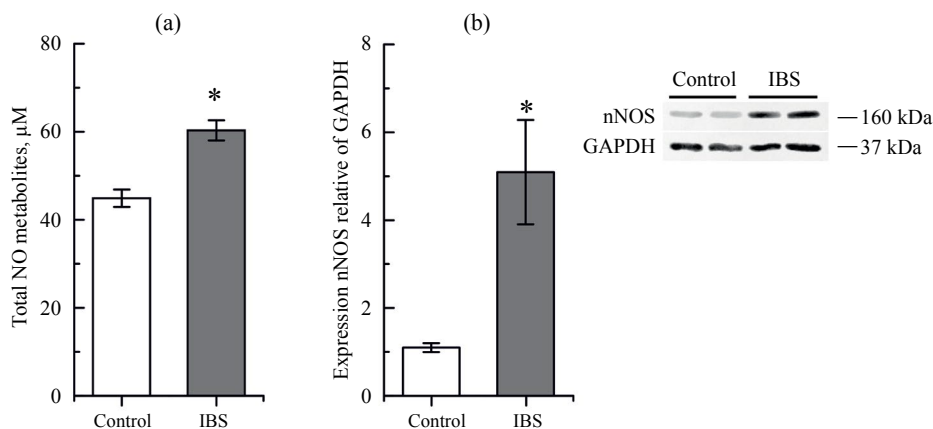 (a)
Total NO metabolites, μM
80
60
40
20
0
*
Control
IBS
(b)
Expression nNOS relative of GAPDH
8
6
4
2
0
*
Control
IBS
Control IBS
nNOS 160 kDa
GAPDH 37 kDa